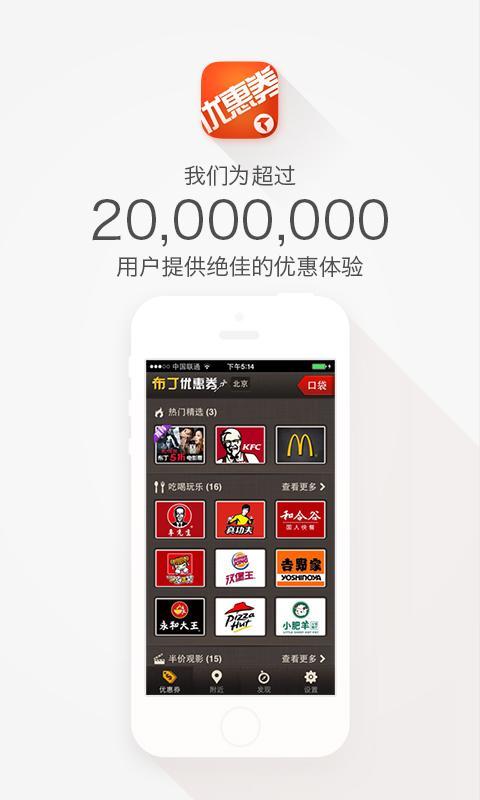 优惠券
我们为超过
20,000,000
用户提供绝佳的优惠体验
中国联通
下午5:14
布丁优惠券
北京
口袋
热门精选 (3)
布丁5折电影票
KFC
吃喝玩乐 (16)
查看更多
李先生
真功夫
和合谷
国人快餐
BURGER KING
汉堡王
吉野家
YOSHINOYA
永和大王
Pizza Hut
小肥羊
LITTLE SHEEP HOT POT
半价观影 (15)
查看更多
优惠券
附近
发现
设置